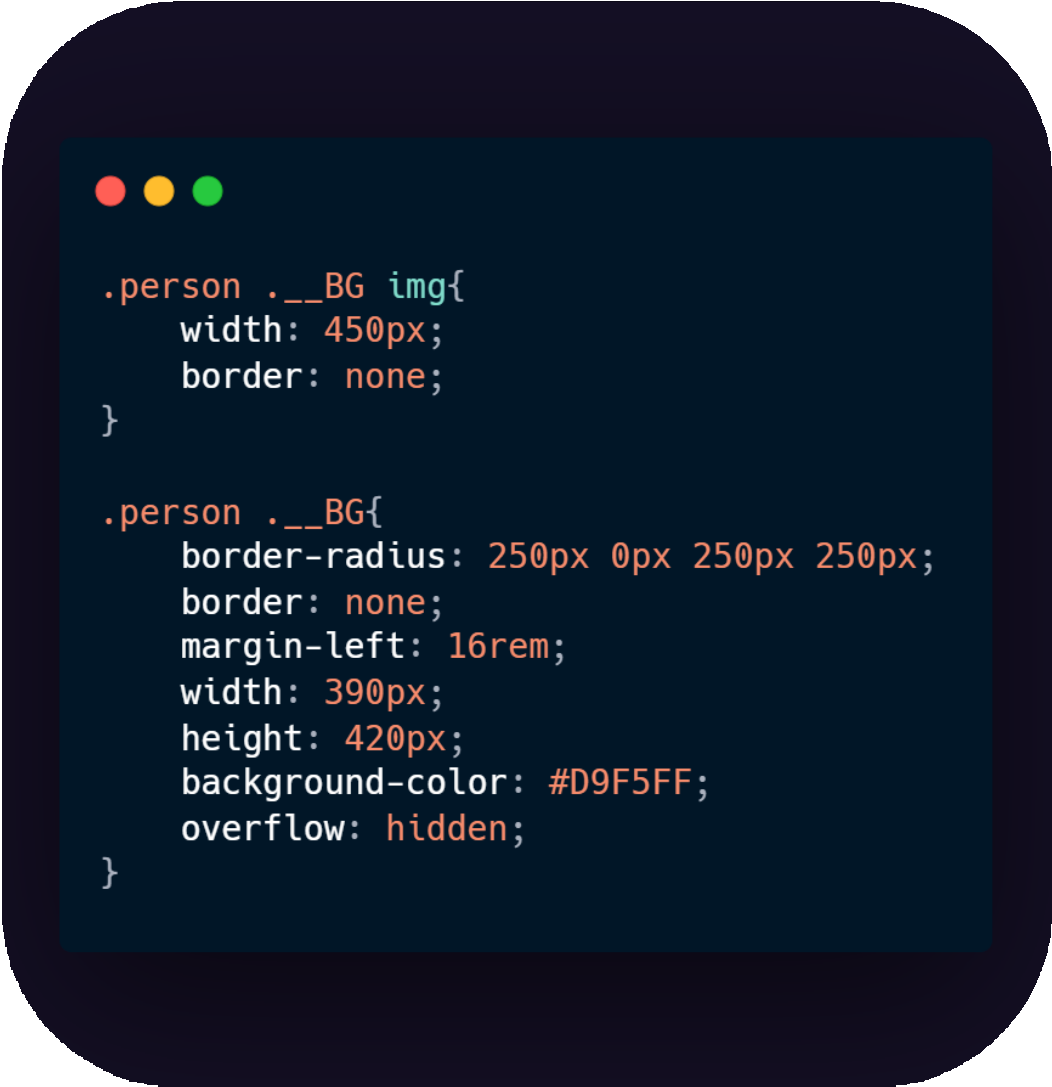 .person .__BG img{
    width: 450px;
    border: none;
}

.person .__BG{
    border-radius: 250px 0px 250px 250px;
    border: none;
    margin-left: 16rem;
    width: 390px;
    height: 420px;
    background-color: #D9F5FF;
    overflow: hidden;
}